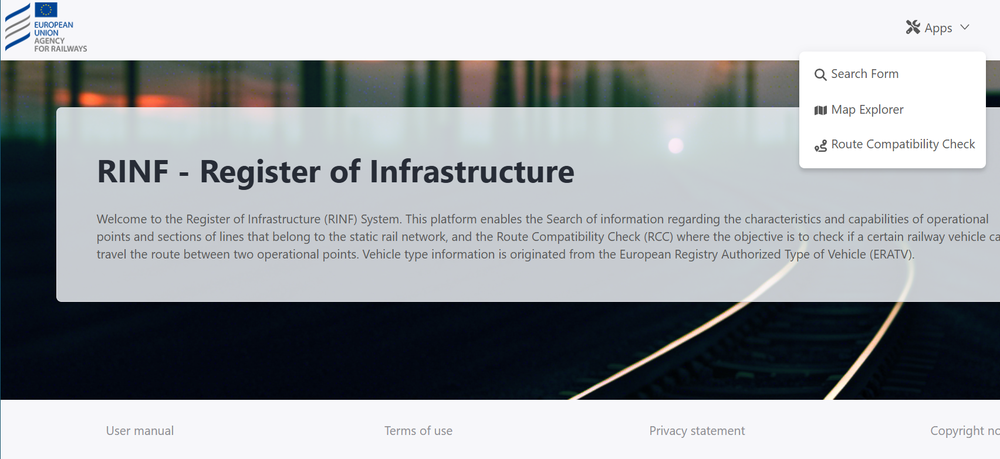 EUROPEAN
UNION
AGENCY
FOR RAILWAYS
Apps
Search Form
Map Explorer
Route Compatibility Check
RINF - Register of Infrastructure
Welcome to the Register of Infrastructure (RINF) System. This platform enables the Search of information regarding the characteristics and capabilities of operational
points and sections of lines that belong to the static rail network, and the Route Compatibility Check (RCC) where the objective is to check if a certain railway vehicle ca
travel the route between two operational points. Vehicle type information is originated from the European Registry Authorized Type of Vehicle (ERATV).
User manual
Terms of use
Privacy statement
Copyright no